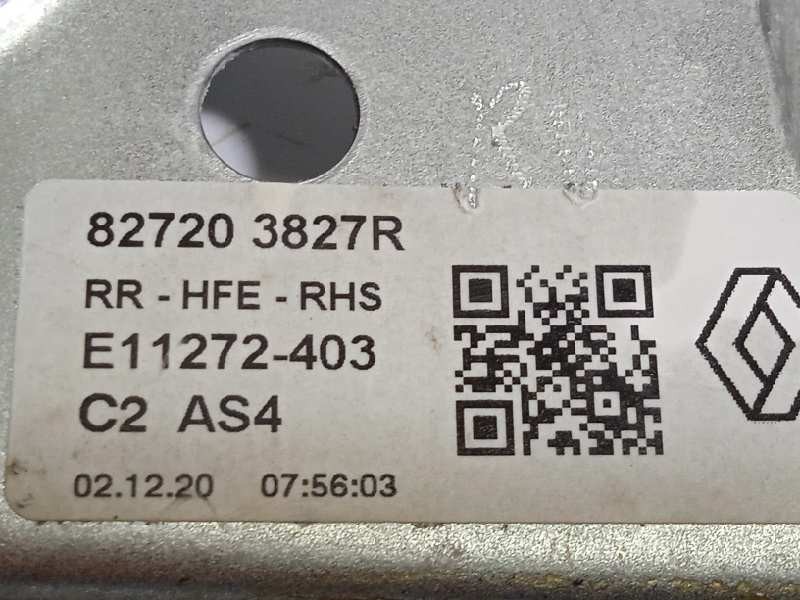 R
82720 3827R
RR - HFE - RHS
E11272-403
C2 AS4
02.12.20 07:56:03